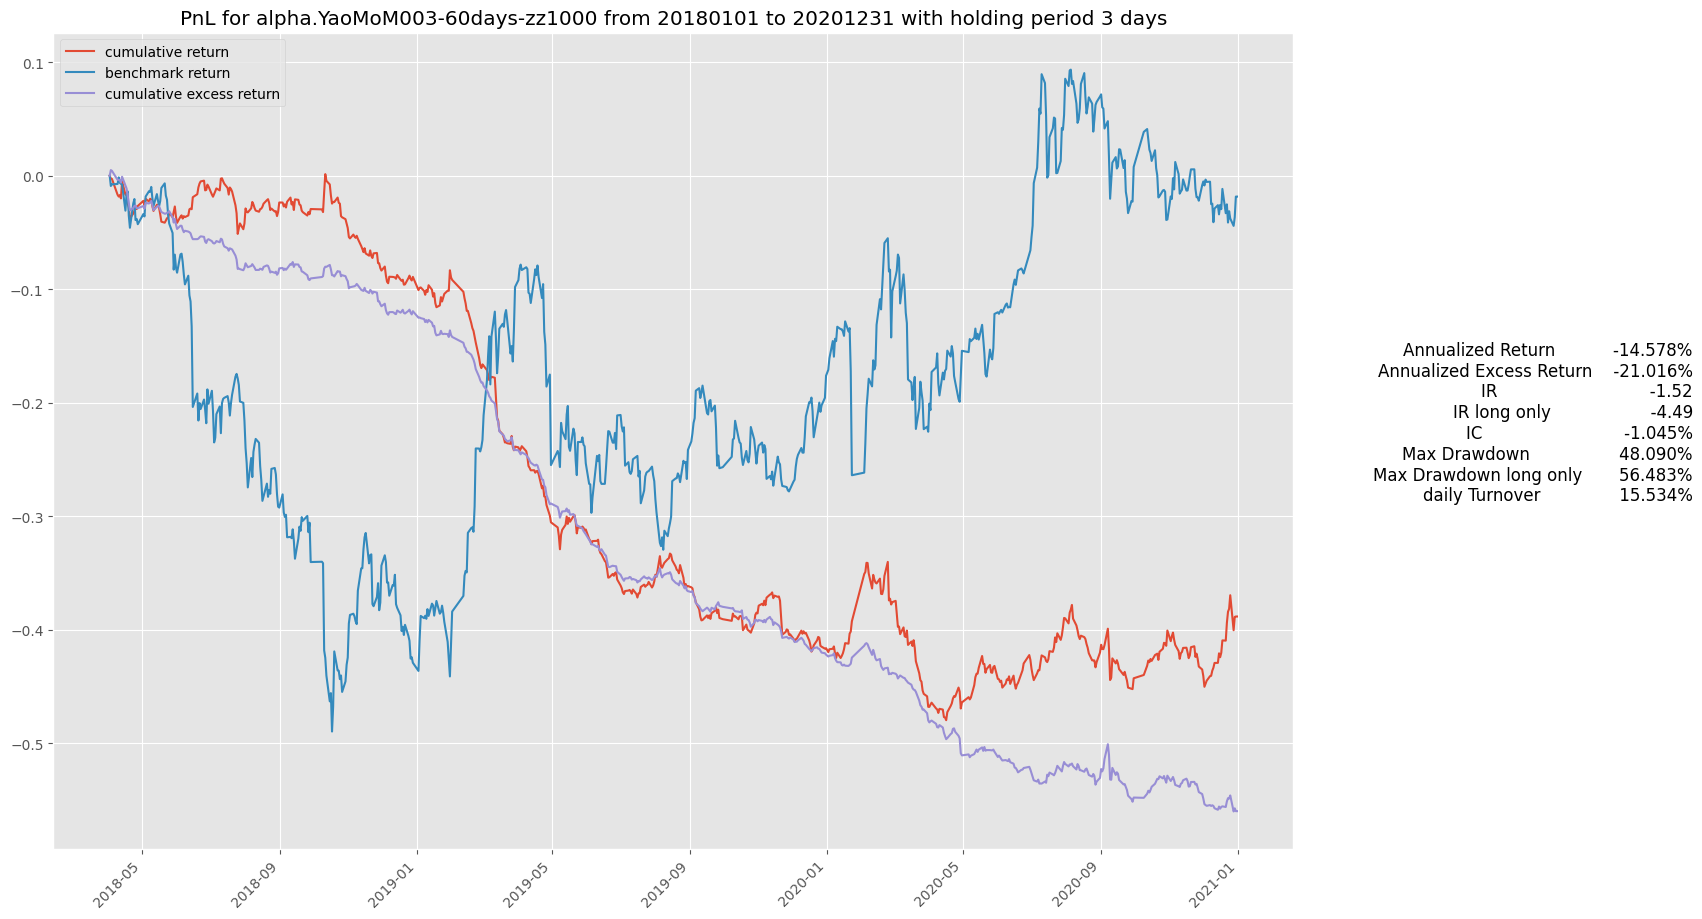 PnL for alpha.YaoMoM003-60days-zz1000 from 20180101 to 20201231 with holding period 3 days
cumulative return
benchmark return
cumulative excess return
0.1
0.0
−0.1
−0.2
−0.3
−0.4
−0.5
2018-05
2018-09
2019-01
2019-05
2019-09
2020-01
2020-05
2020-09
2021-01
Annualized Return -14.578%
Annualized Excess Return -21.016%
IR -1.52
IR long only -4.49
IC -1.045%
Max Drawdown 48.090%
Max Drawdown long only 56.483%
daily Turnover 15.534%